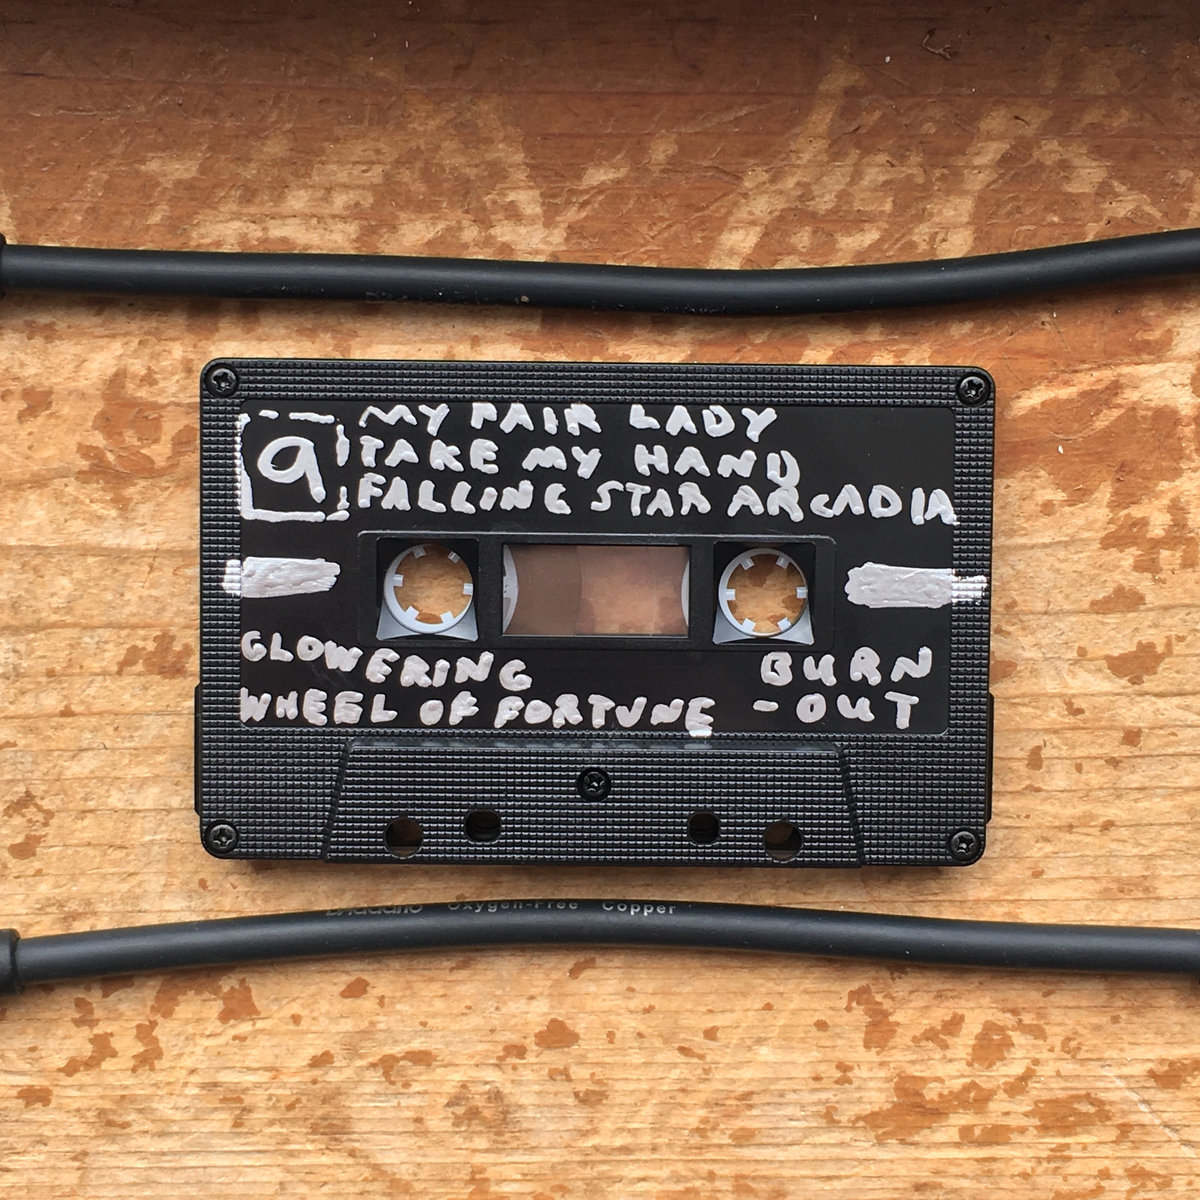 a
MY FAIR LADY
TAKE MY HAND
FALLING STAR ARCADIA
GLOWERING
WHEEL OF FORTUNE
BURN
-OUT
D'Addario Oxygen-Free Copper